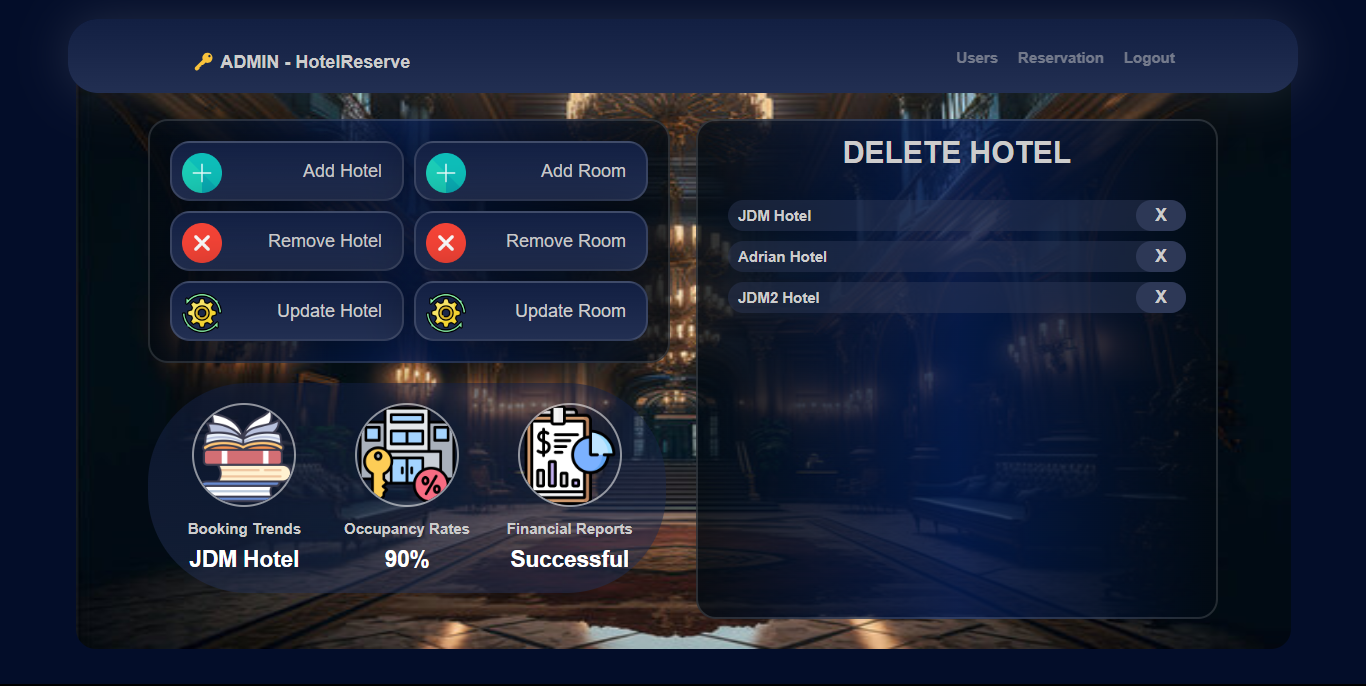 ADMIN - HotelReserve
Users Reservation Logout
Add Hotel
Add Room
Remove Hotel
Remove Room
Update Hotel
Update Room
Booking Trends
JDM Hotel
Occupancy Rates
90%
Financial Reports
Successful
DELETE HOTEL
JDM Hotel X
Adrian Hotel X
JDM2 Hotel X